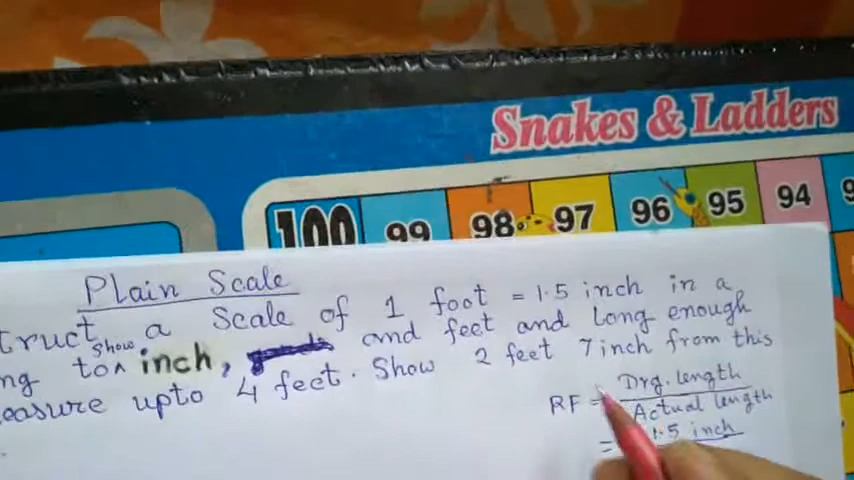 Snakes & Ladders
100 99 98 97 96 95 94
Plain Scale
truct a Scale of 1 foot = 1.5 inch in a
ng to ^ show inch, and feet and long enough
easure upto 4 feet. Show 2 feet 7 inch from this
RF = Drg. length
Actual length
= 1.5 inch